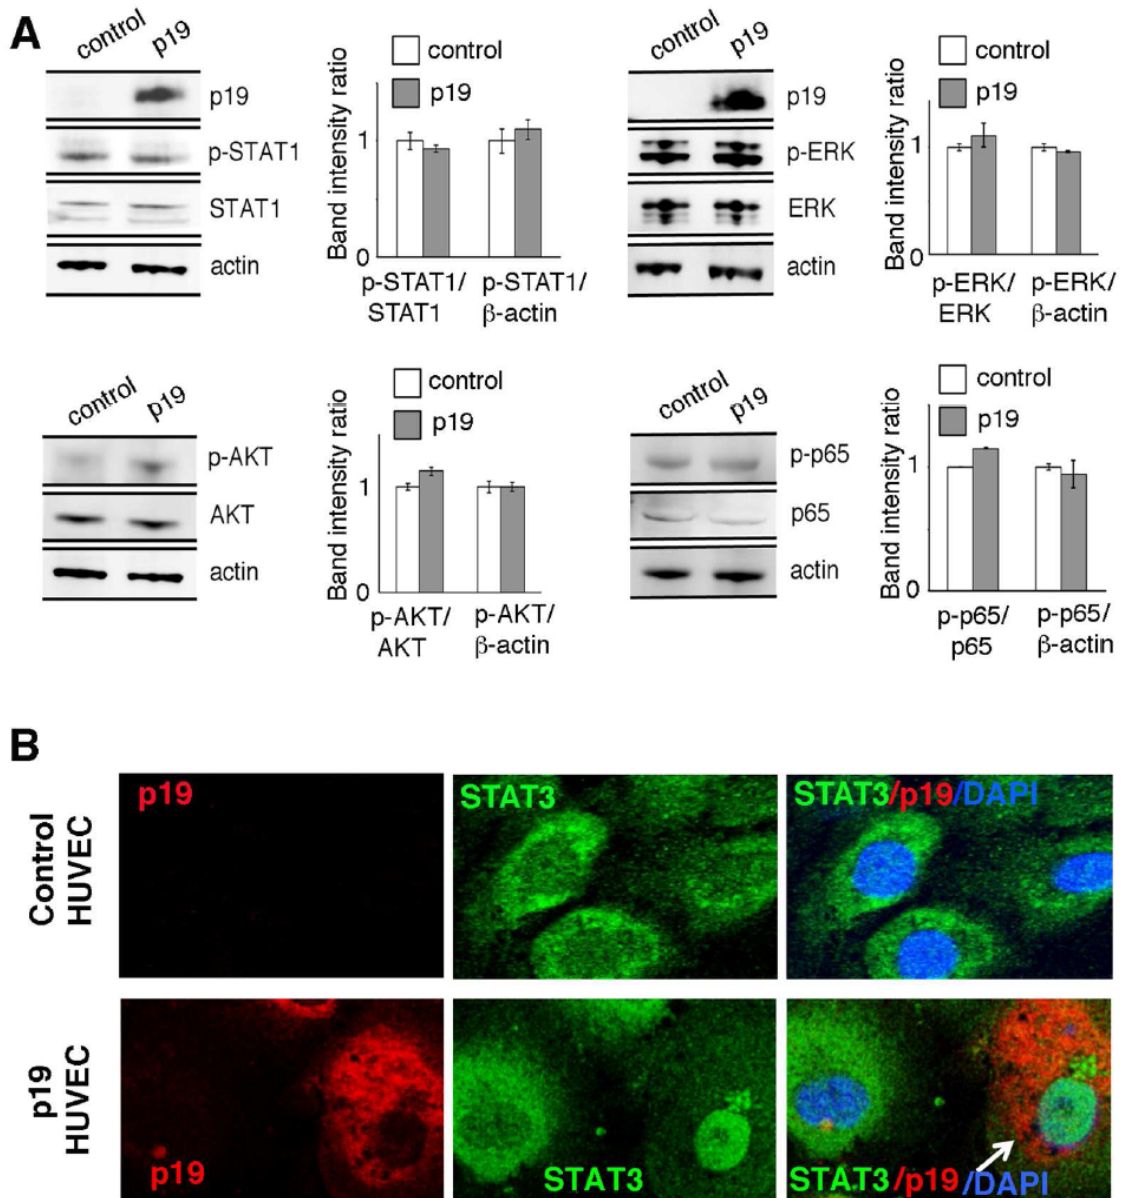 A
control
p19
p19
p-STAT1
STAT1
actin
control
p19
Band intensity ratio
1
0
p-STAT1/
STAT1
p-STAT1/
β-actin
control
p19
p19
p-ERK
ERK
actin
control
p19
Band intensity ratio
1
0
p-ERK/
ERK
p-ERK/
β-actin
control
p19
p-AKT
AKT
actin
control
p19
Band intensity ratio
1
0
p-AKT/
AKT
p-AKT/
β-actin
control
p19
p-p65
p65
actin
control
p19
Band intensity ratio
1
0
p-p65/
p65
p-p65/
β-actin
B
Control
HUVEC
p19
STAT3
STAT3/p19/DAPI
p19
HUVEC
p19
STAT3
STAT3/p19/DAPI